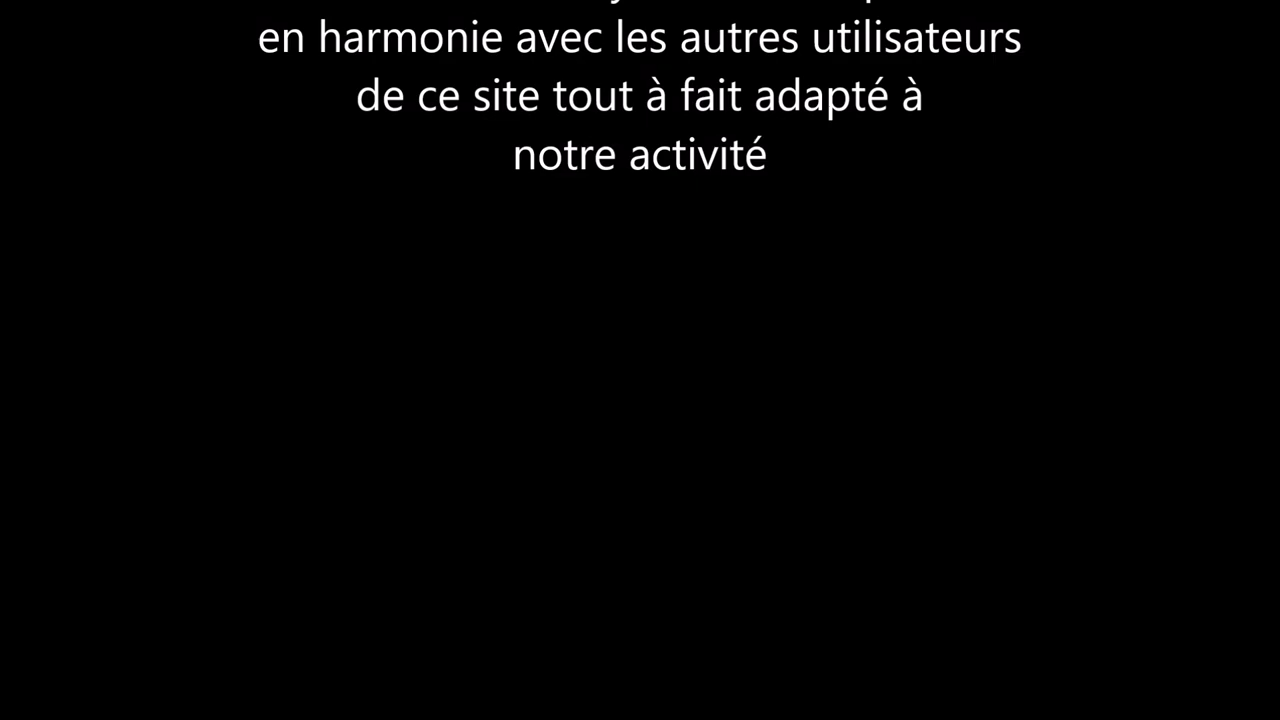 en harmonie avec les autres utilisateurs
de ce site tout à fait adapté à
notre activité